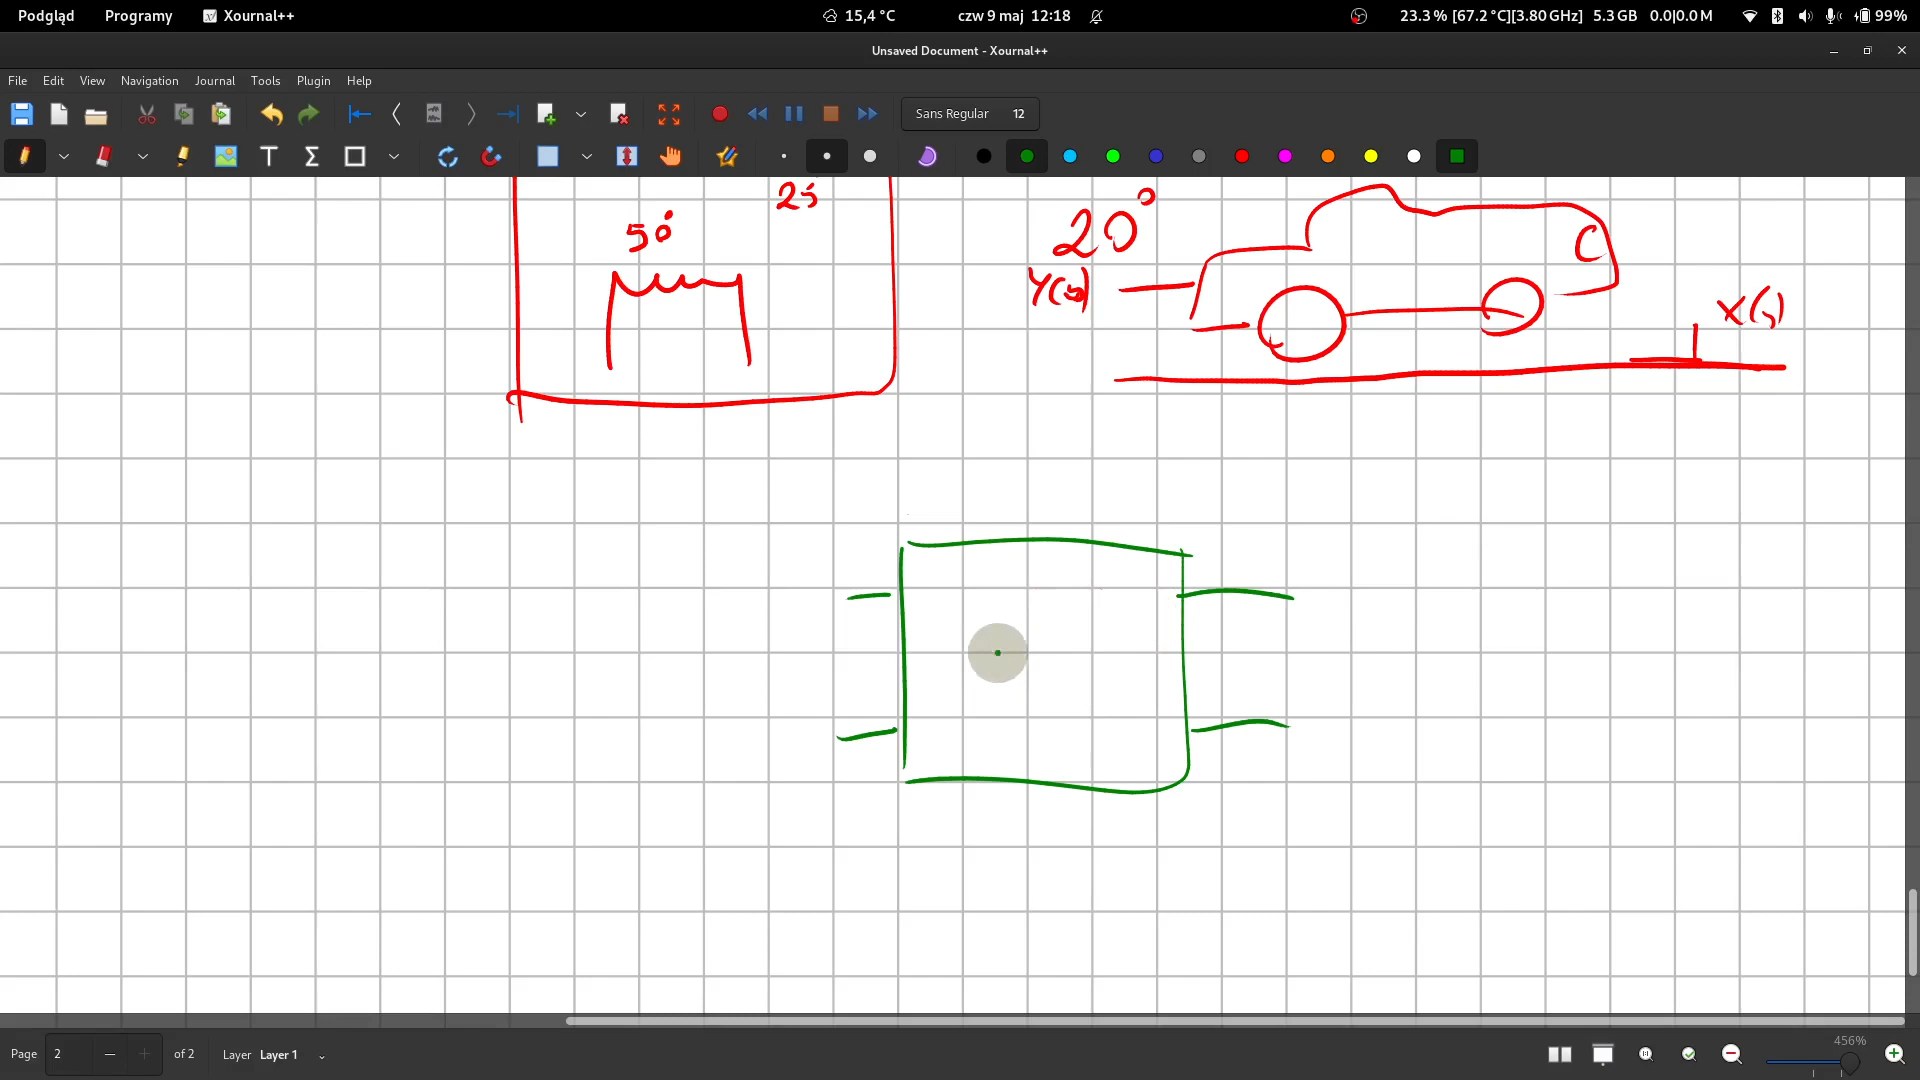 Podgląd Programy Xournal++ 15,4 °C czw 9 maj 12:18 23.3 % [67.2 °C][3.80 GHz] 5.3 GB 0.0|0.0 M 99%
Unsaved Document - Xournal++
File Edit View Navigation Journal Tools Plugin Help
Sans Regular 12
25
50°
20°
C
Y(s)
X(s)
Page 2 of 2 Layer Layer 1
456%